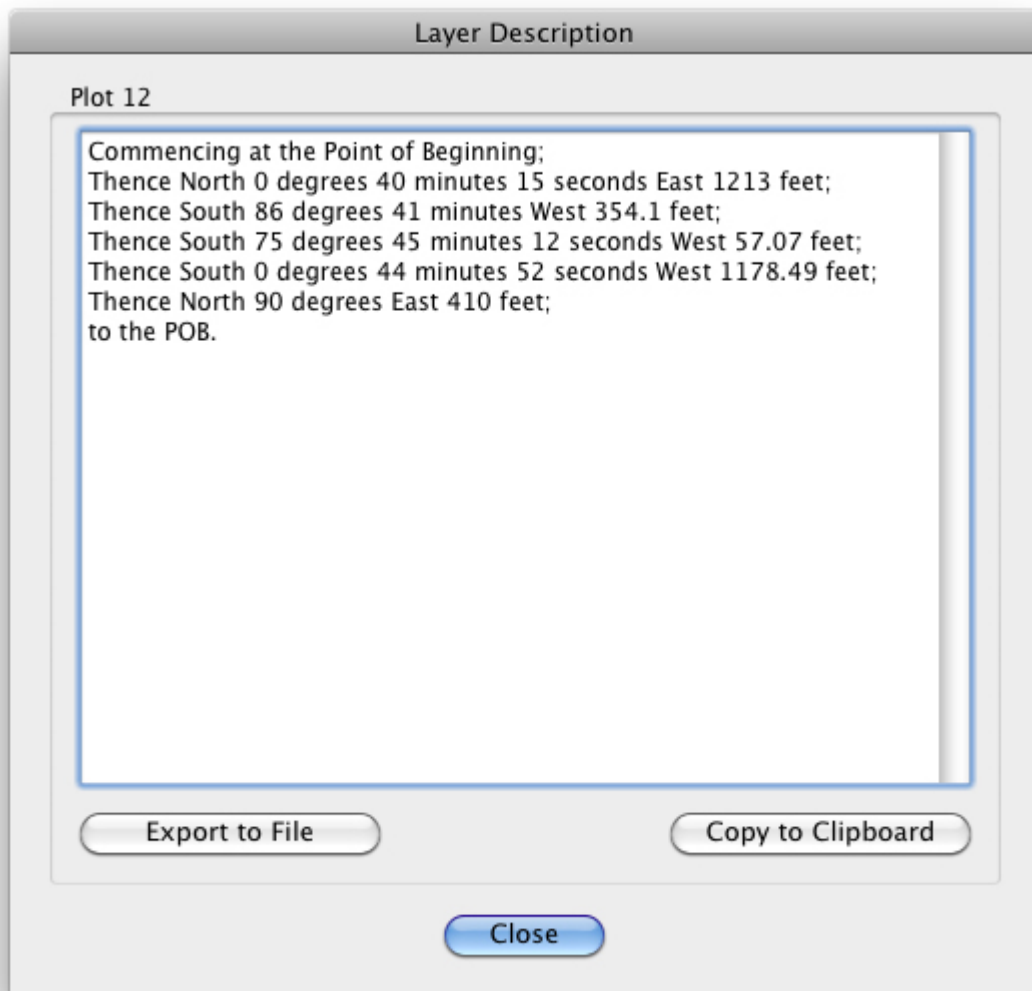 Layer Description
Plot 12
Commencing at the Point of Beginning;
Thence North 0 degrees 40 minutes 15 seconds East 1213 feet;
Thence South 86 degrees 41 minutes West 354.1 feet;
Thence South 75 degrees 45 minutes 12 seconds West 57.07 feet;
Thence South 0 degrees 44 minutes 52 seconds West 1178.49 feet;
Thence North 90 degrees East 410 feet;
to the POB.
Export to File
Copy to Clipboard
Close